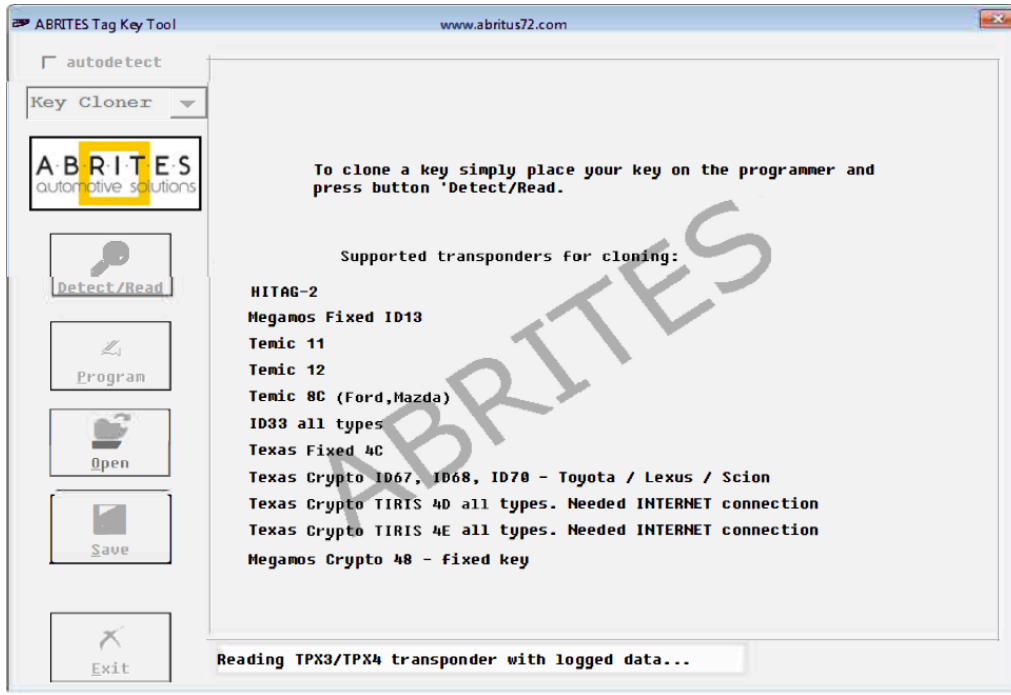 ABRITES Tag Key Tool
www.abritus72.com
autodetect
Key Cloner
A·B·R·I·T·E·S
automotive solutions
Detect/Read
Program
Open
Save
Exit
To clone a key simply place your key on the programmer and
press button 'Detect/Read.
Supported transponders for cloning:
HITAG-2
Megamos Fixed ID13
Temic 11
Temic 12
Temic 8C (Ford,Mazda)
ID33 all types
Texas Fixed 4C
Texas Crypto ID67, ID68, ID70 - Toyota / Lexus / Scion
Texas Crypto TIRIS 4D all types. Needed INTERNET connection
Texas Crypto TIRIS 4E all types. Needed INTERNET connection
Megamos Crypto 48 - fixed key
ABRITES
Reading TPX3/TPX4 transponder with logged data...